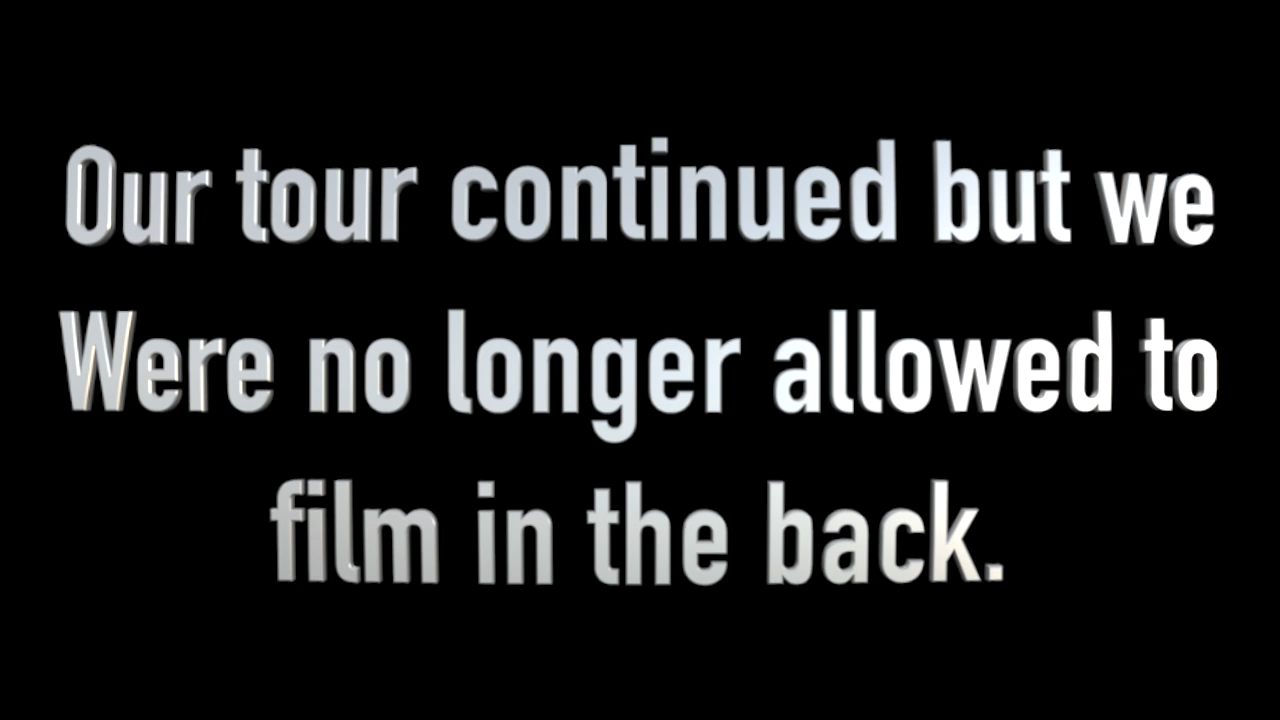 Our tour continued but we
Were no longer allowed to
film in the back.